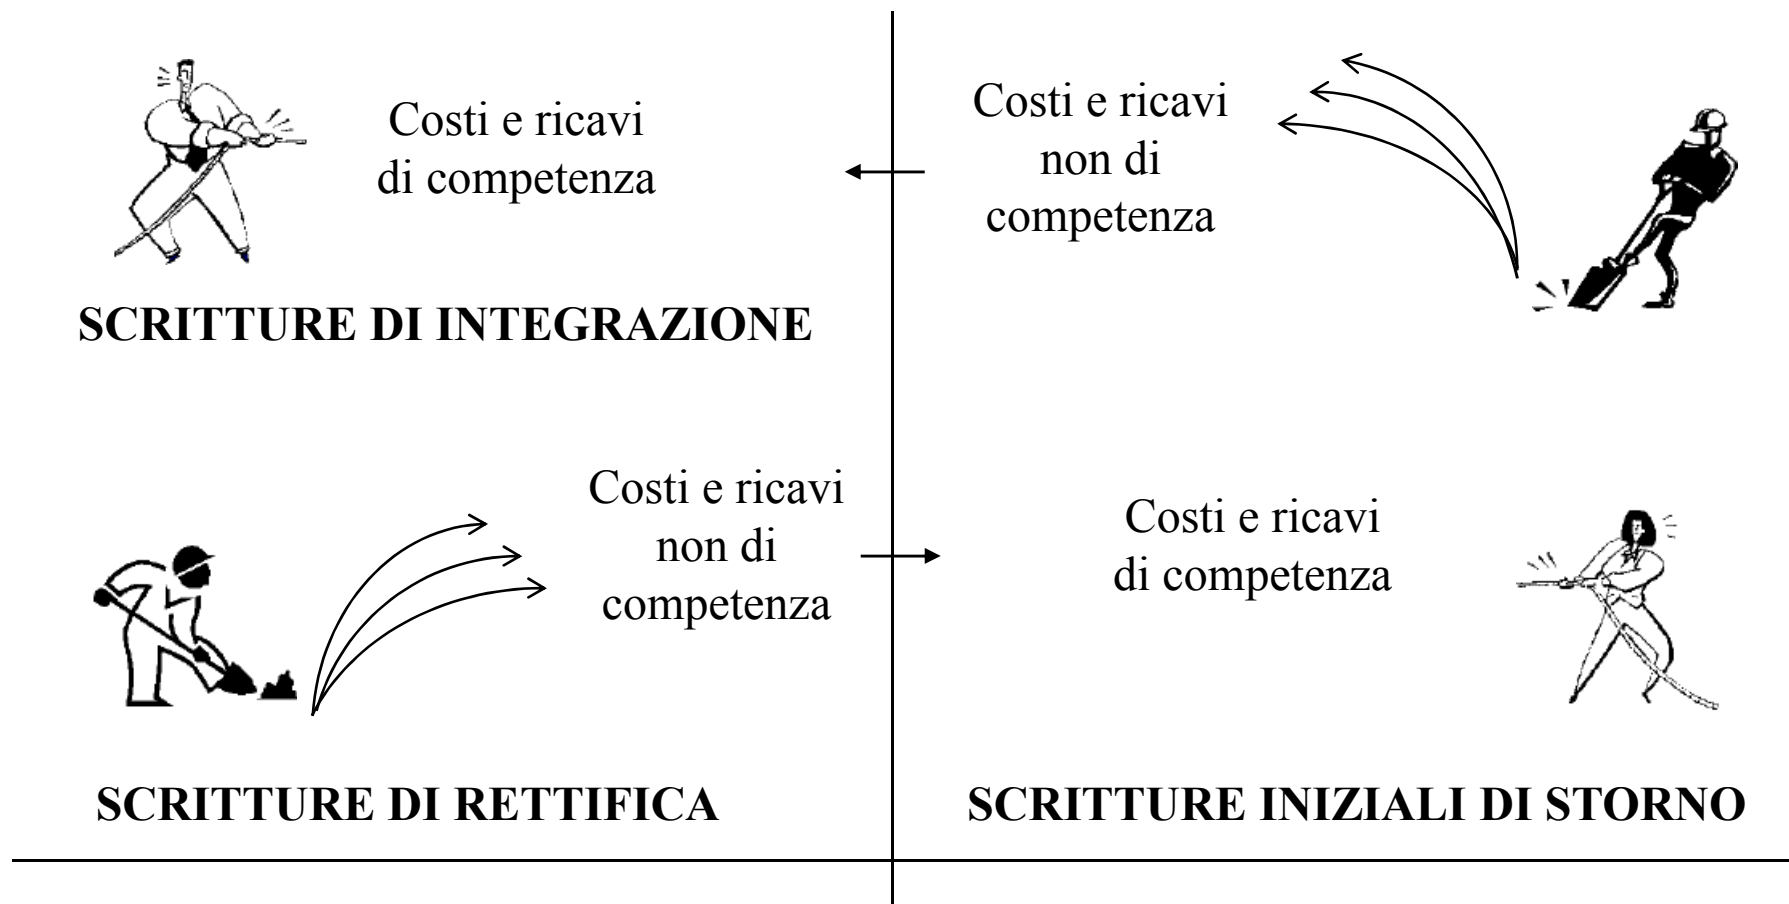 Costi e ricavi
di competenza
SCRITTURE DI INTEGRAZIONE
Costi e ricavi
non di
competenza
Costi e ricavi
non di
competenza
SCRITTURE DI RETTIFICA
Costi e ricavi
di competenza
SCRITTURE INIZIALI DI STORNO